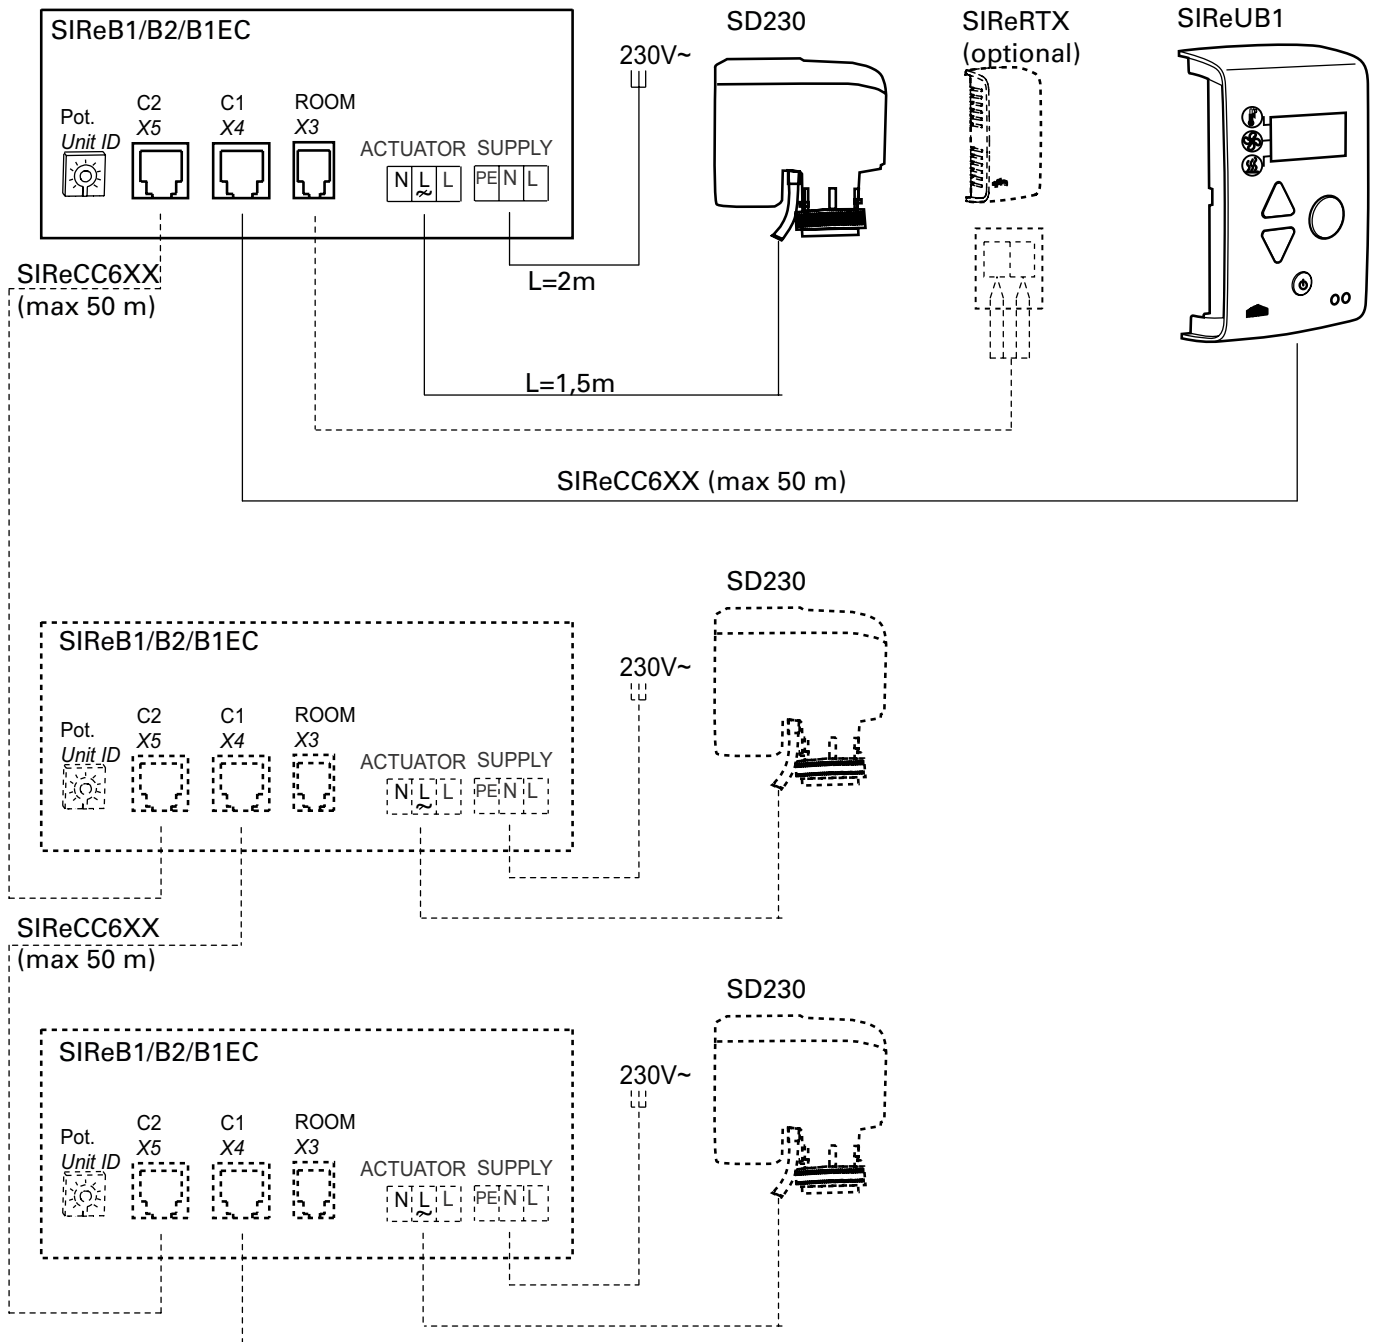 SIReB1/B2/B1EC
230V~
SD230
SIReRTX
(optional)
SIReUB1
Pot.
Unit ID
C2
X5
C1
X4
ROOM
X3
ACTUATOR SUPPLY
N L~ L PE N L
SIReCC6XX
(max 50 m)
L=2m
L=1,5m
SIReCC6XX (max 50 m)
SD230
SIReB1/B2/B1EC
230V~
Pot.
Unit ID
C2
X5
C1
X4
ROOM
X3
ACTUATOR SUPPLY
N L~ L PE N L
SIReCC6XX
(max 50 m)
SD230
SIReB1/B2/B1EC
230V~
Pot.
Unit ID
C2
X5
C1
X4
ROOM
X3
ACTUATOR SUPPLY
N L~ L PE N L